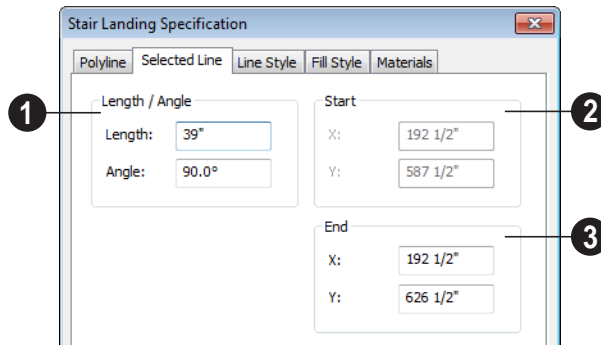 Stair Landing Specification
Polyline Selected Line Line Style Fill Style Materials
1
Length / Angle
Length: 39"
Angle: 90.0°
2
Start
X: 192 1/2"
Y: 587 1/2"
3
End
X: 192 1/2"
Y: 626 1/2"